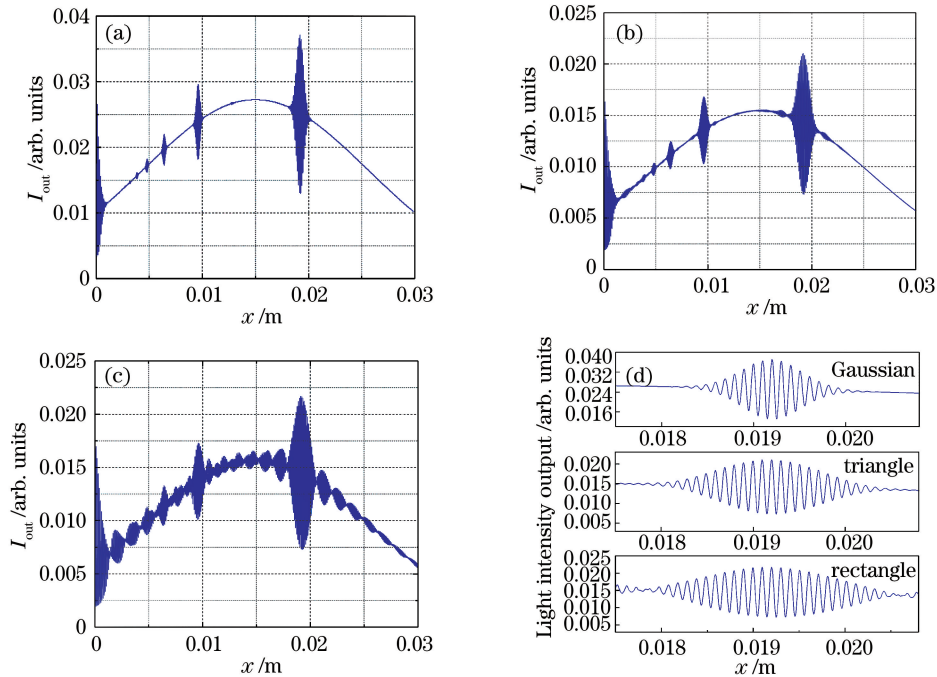 (a)
I_out /arb. units
0.04
0.03
0.02
0.01
0
0 0.01 0.02 0.03
x /m
(b)
I_out /arb. units
0.025
0.020
0.015
0.010
0.005
0
0 0.01 0.02 0.03
x /m
(c)
I_out /arb. units
0.025
0.020
0.015
0.010
0.005
0
0 0.01 0.02 0.03
x /m
(d)
Light intensity output /arb. units
Gaussian
0.040
0.032
0.024
0.016
0.018 0.019 0.020
triangle
0.020
0.015
0.010
0.005
0.018 0.019 0.020
rectangle
0.025
0.020
0.015
0.010
0.005
0.018 0.019 0.020
x /m